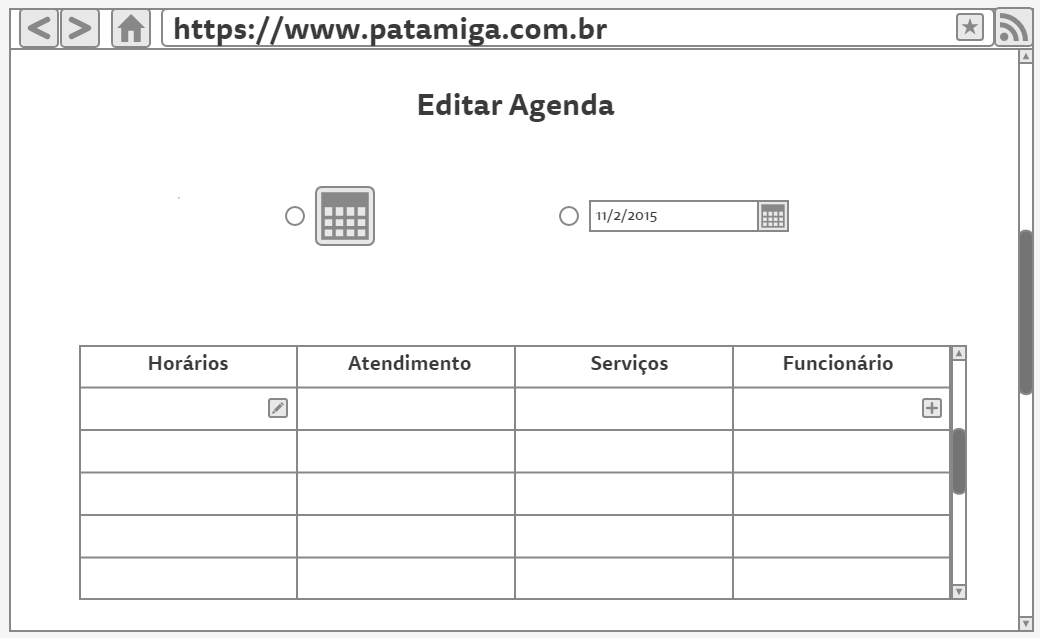 https://www.patamiga.com.br
Editar Agenda
11/2/2015
Horários Atendimento Serviços Funcionário